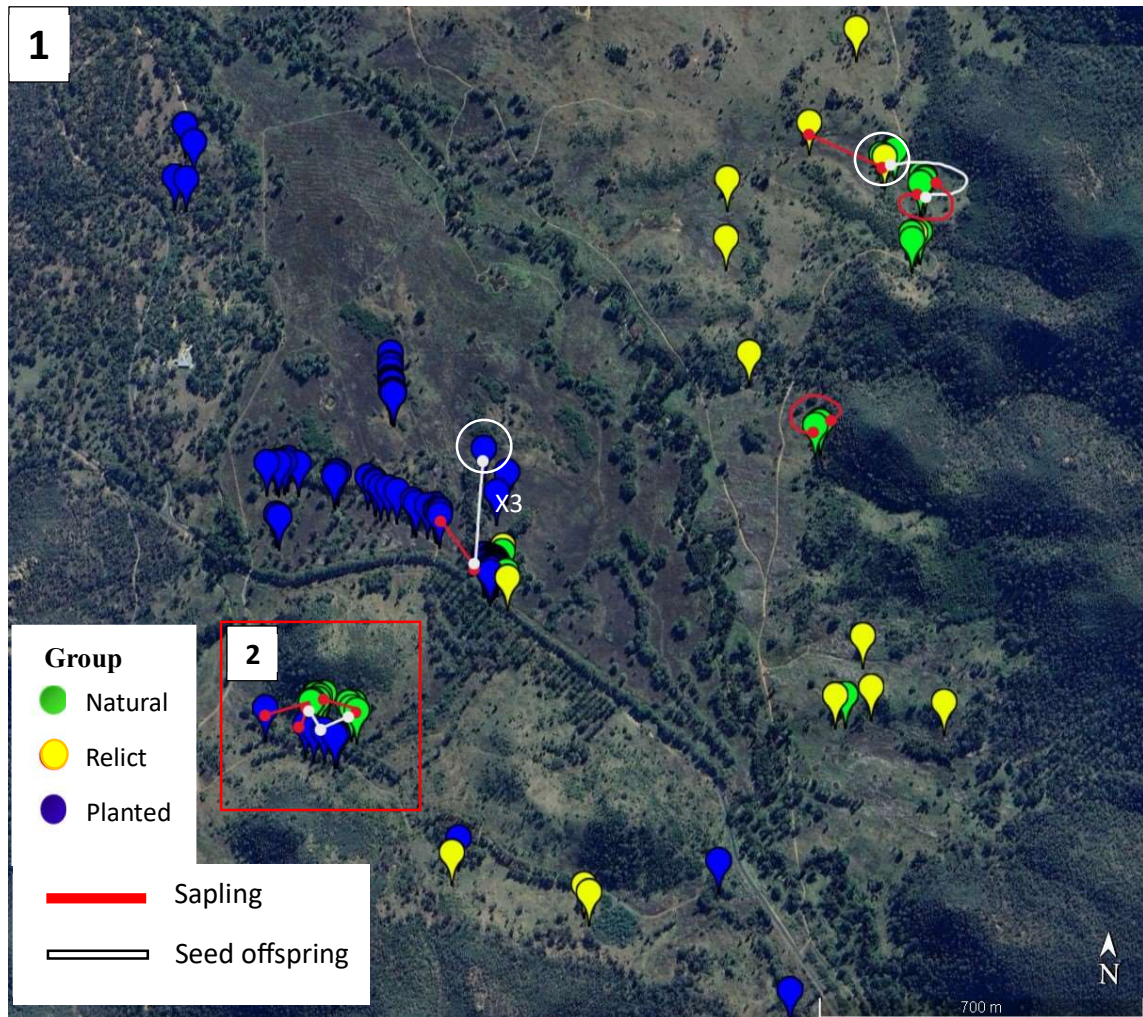 1
X3
2
Group
Natural
Relict
Planted
Sapling
Seed offspring
N
700 m